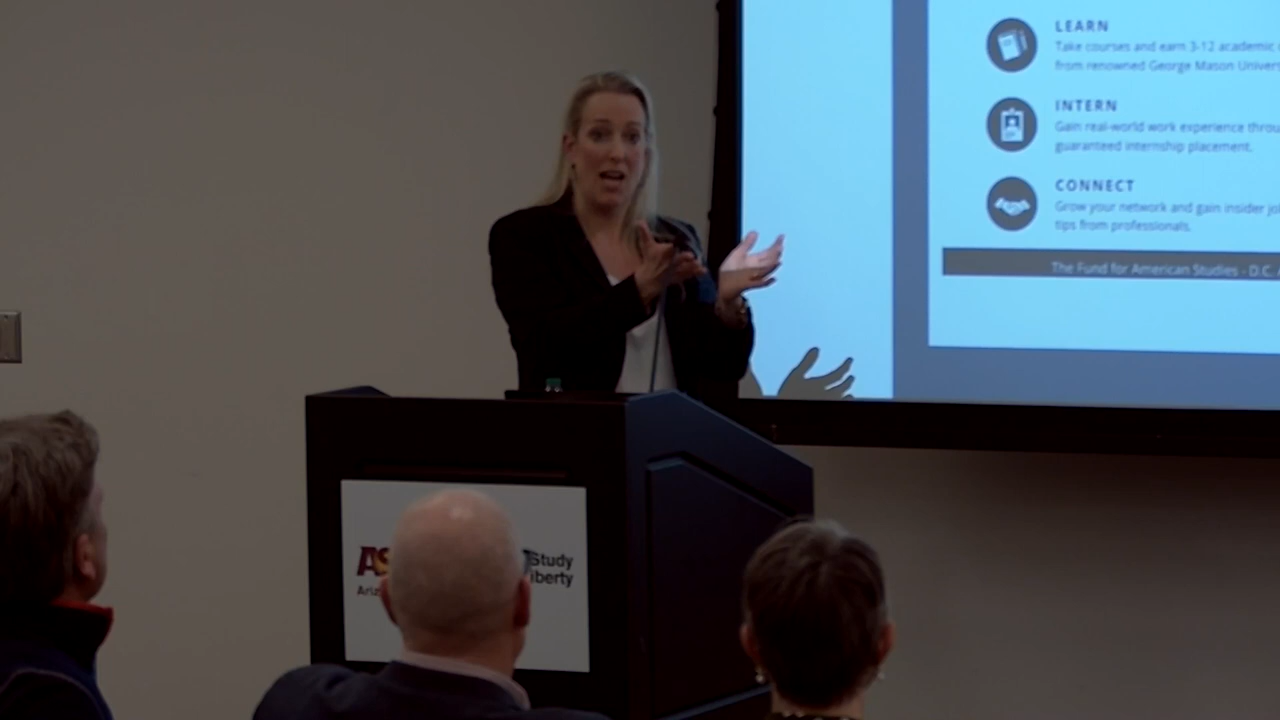 LEARN
Take courses and earn 3-12 academic
from renowned George Mason Univers
INTERN
Gain real-world work experience throu
guaranteed internship placement.
CONNECT
Grow your network and gain insider jo
tips from professionals.
The Fund for American Studies - D.C. A
AS
Ariz
Study
iberty